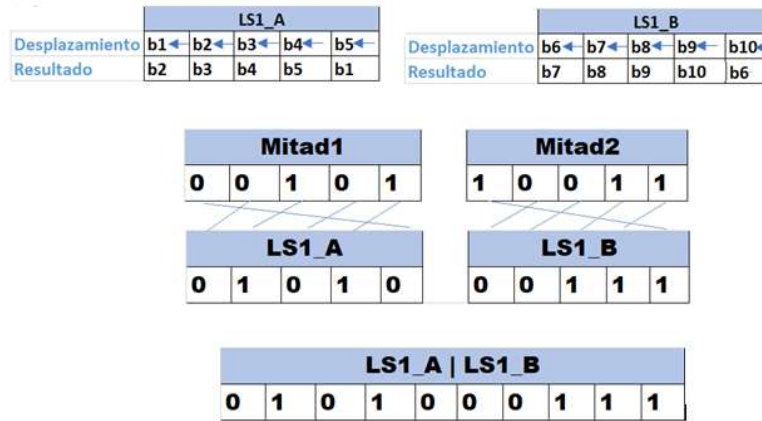 LS1_A
Desplazamiento b1 b2 b3 b4 b5
Resultado b2 b3 b4 b5 b1
LS1_B
Desplazamiento b6 b7 b8 b9 b10
Resultado b7 b8 b9 b10 b6
Mitad1
0 0 1 0 1
Mitad2
1 0 0 1 1
LS1_A
0 1 0 1 0
LS1_B
0 0 1 1 1
LS1_A | LS1_B
0 1 0 1 0 0 0 1 1 1